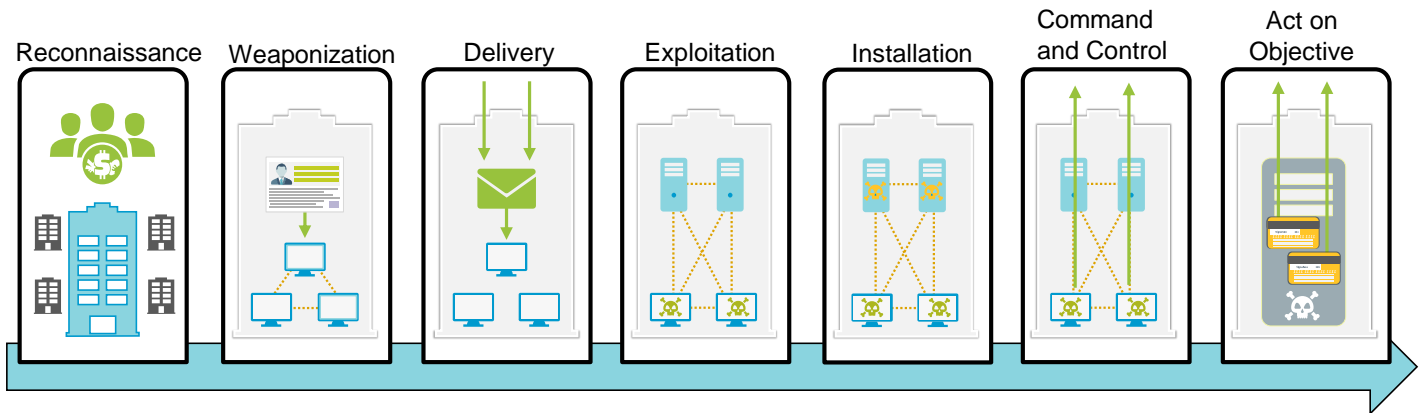 Reconnaissance
Weaponization
Delivery
Exploitation
Installation
Command
and Control
Act on
Objective
$